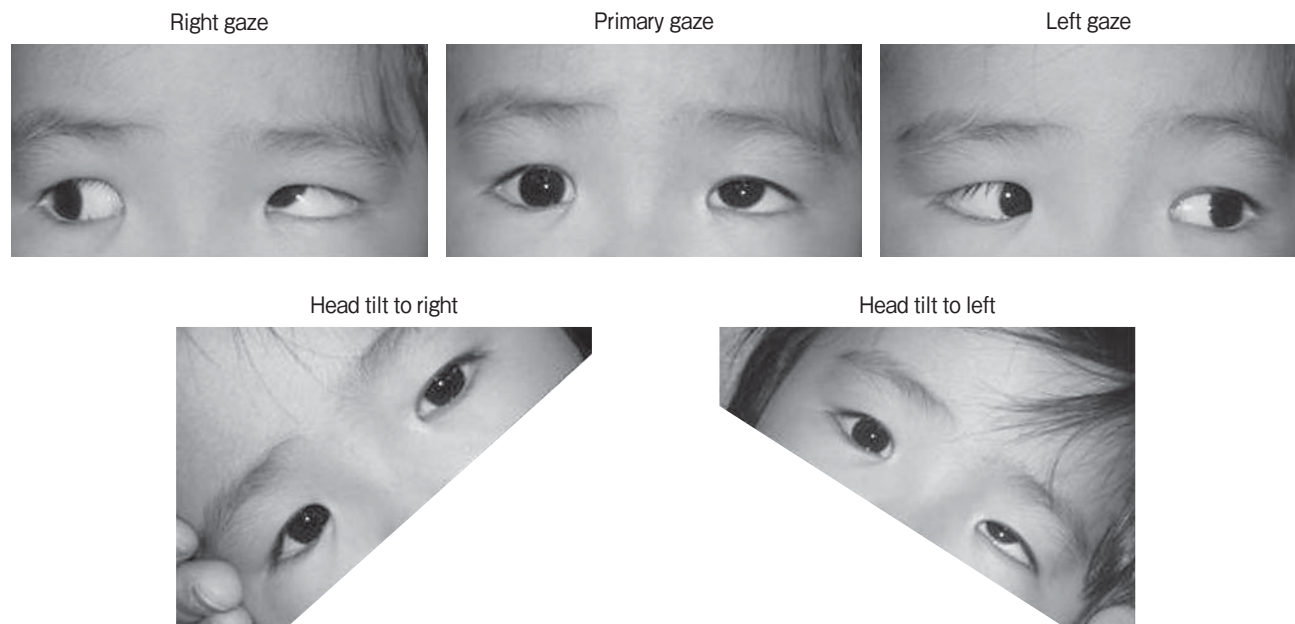 Right gaze
Primary gaze
Left gaze
Head tilt to right
Head tilt to left